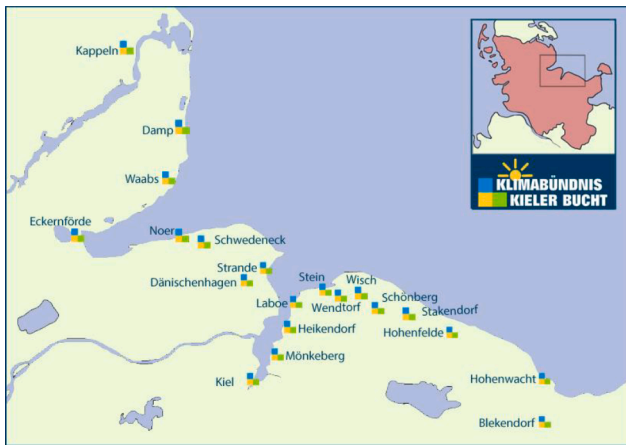 Kappeln
Damp
Waabs
Eckernförde
Noer
Schwedeneck
Strande
Dänischenhagen
Stein
Wisch
Laboe
Wendtorf
Schönberg
Stakendorf
Heikendorf
Hohenfelde
Mönkeberg
Kiel
Hohenwacht
Blekendorf
KLIMABÜNDNIS
KIELER BUCHT